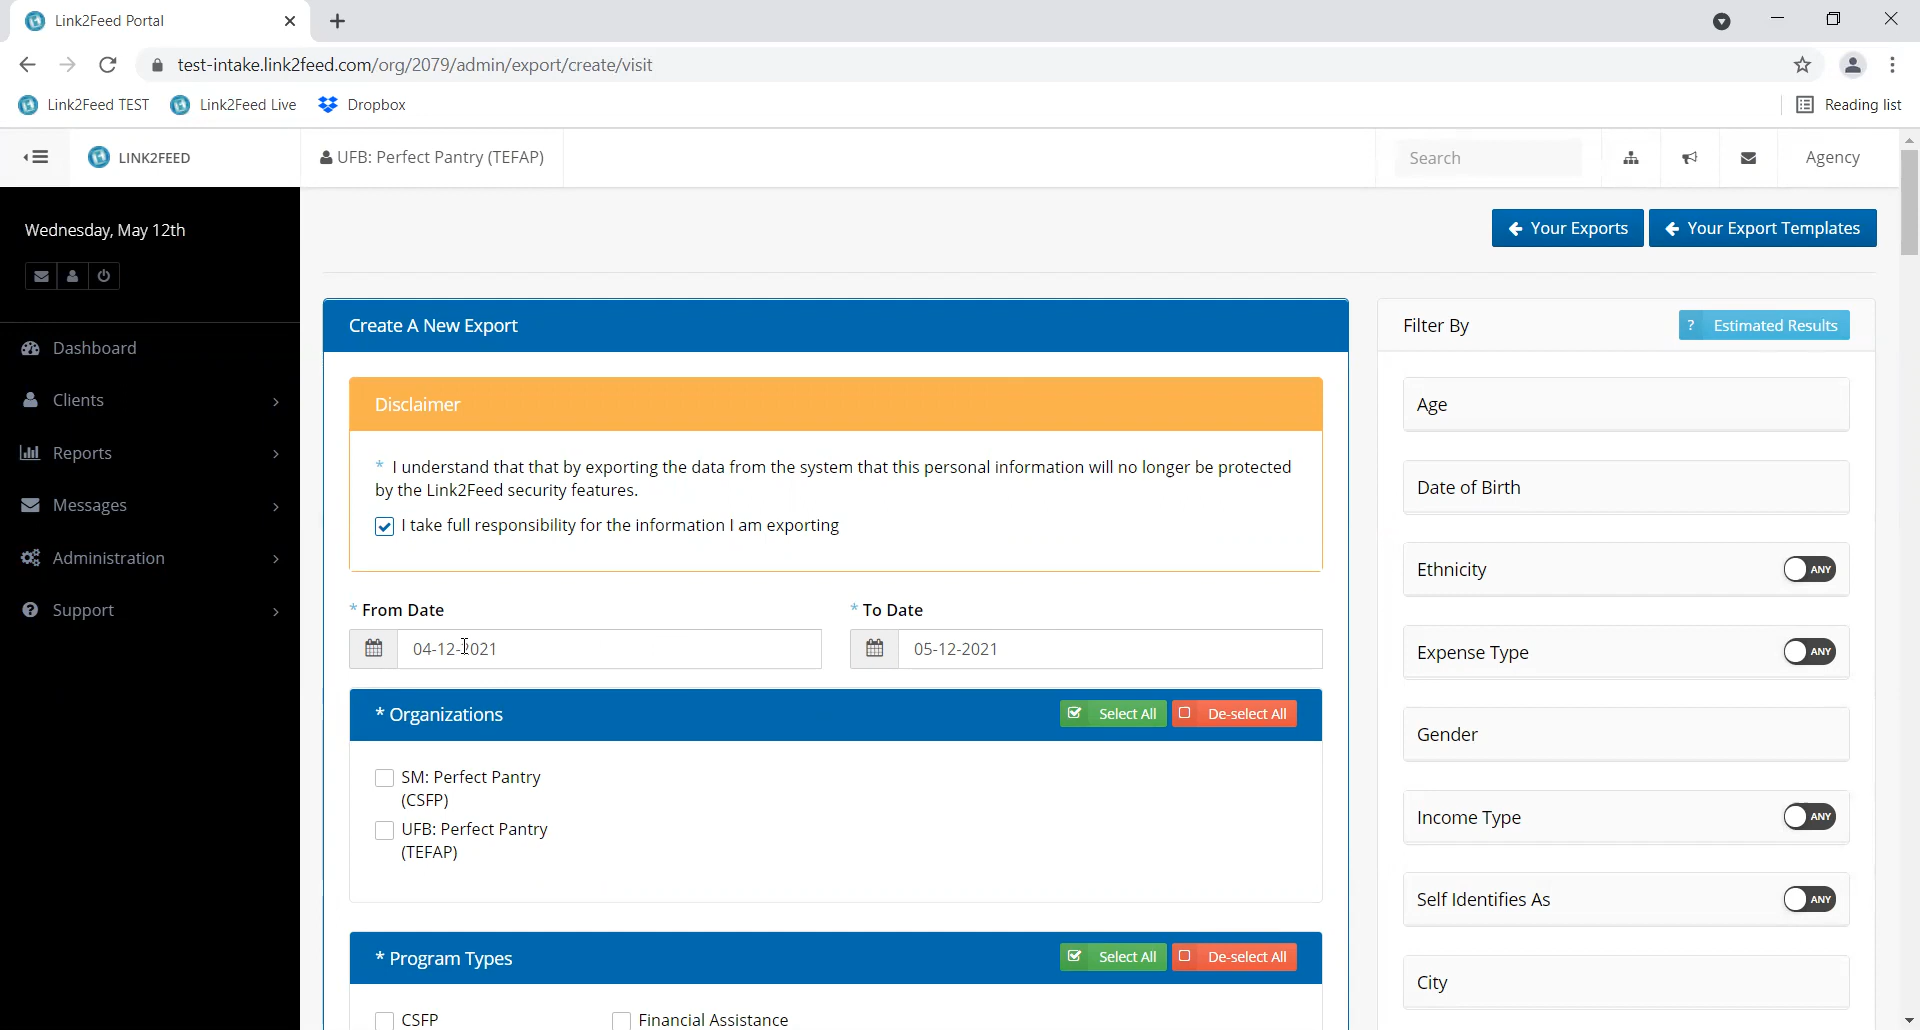 Link2Feed Portal
test-intake.link2feed.com/org/2079/admin/export/create/visit
Link2Feed TEST
Link2Feed Live
Dropbox
Reading list
LINK2FEED
UFB: Perfect Pantry (TEFAP)
Search
Agency
Wednesday, May 12th
Dashboard
Clients
Reports
Messages
Administration
Support
Your Exports
Your Export Templates
Create A New Export
Disclaimer
* I understand that that by exporting the data from the system that this personal information will no longer be protected
by the Link2Feed security features.
I take full responsibility for the information I am exporting
* From Date
* To Date
04-12-2021
05-12-2021
* Organizations
Select All
De-select All
SM: Perfect Pantry
(CSFP)
UFB: Perfect Pantry
(TEFAP)
* Program Types
Select All
De-select All
CSFP
Financial Assistance
Filter By
? Estimated Results
Age
Date of Birth
Ethnicity
ANY
Expense Type
ANY
Gender
Income Type
ANY
Self Identifies As
ANY
City